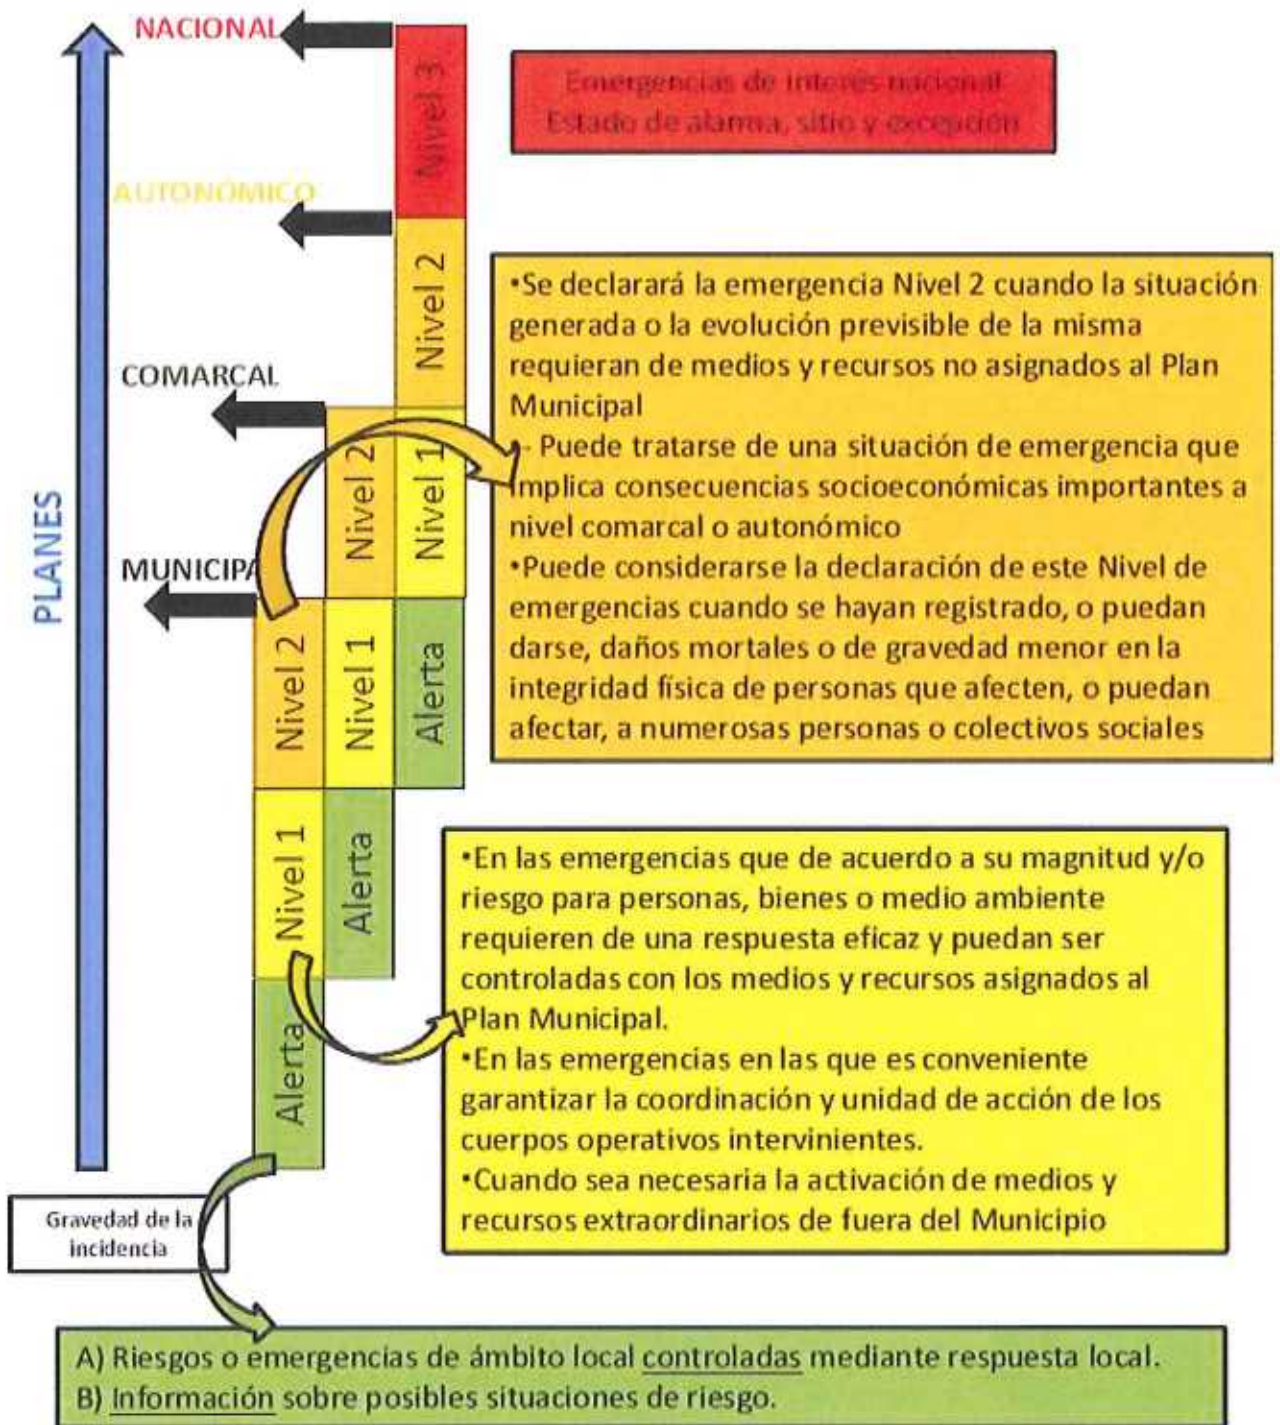 NACIONAL
Nivel 3
Emergencias de interés nacional
Estado de alarma, sitio y excepción
AUTONÓMICO
Nivel 2
•Se declarará la emergencia Nivel 2 cuando la situación
generada o la evolución previsible de la misma
requieran de medios y recursos no asignados al Plan
Municipal
•- Puede tratarse de una situación de emergencia que
implica consecuencias socioeconómicas importantes a
nivel comarcal o autonómico
•Puede considerarse la declaración de este Nivel de
emergencias cuando se hayan registrado, o puedan
darse, daños mortales o de gravedad menor en la
integridad física de personas que afecten, o puedan
afectar, a numerosas personas o colectivos sociales
COMARCAL
Nivel 2
Nivel 1
PLANES
MUNICIPA
Nivel 2
Nivel 1
Alerta
Nivel 1
Alerta
•En las emergencias que de acuerdo a su magnitud y/o
riesgo para personas, bienes o medio ambiente
requieren de una respuesta eficaz y puedan ser
controladas con los medios y recursos asignados al
Plan Municipal.
•En las emergencias en las que es conveniente
garantizar la coordinación y unidad de acción de los
cuerpos operativos intervinientes.
•Cuando sea necesaria la activación de medios y
recursos extraordinarios de fuera del Municipio
Alerta
Gravedad de la
incidencia
A) Riesgos o emergencias de ámbito local controladas mediante respuesta local.
B) Información sobre posibles situaciones de riesgo.